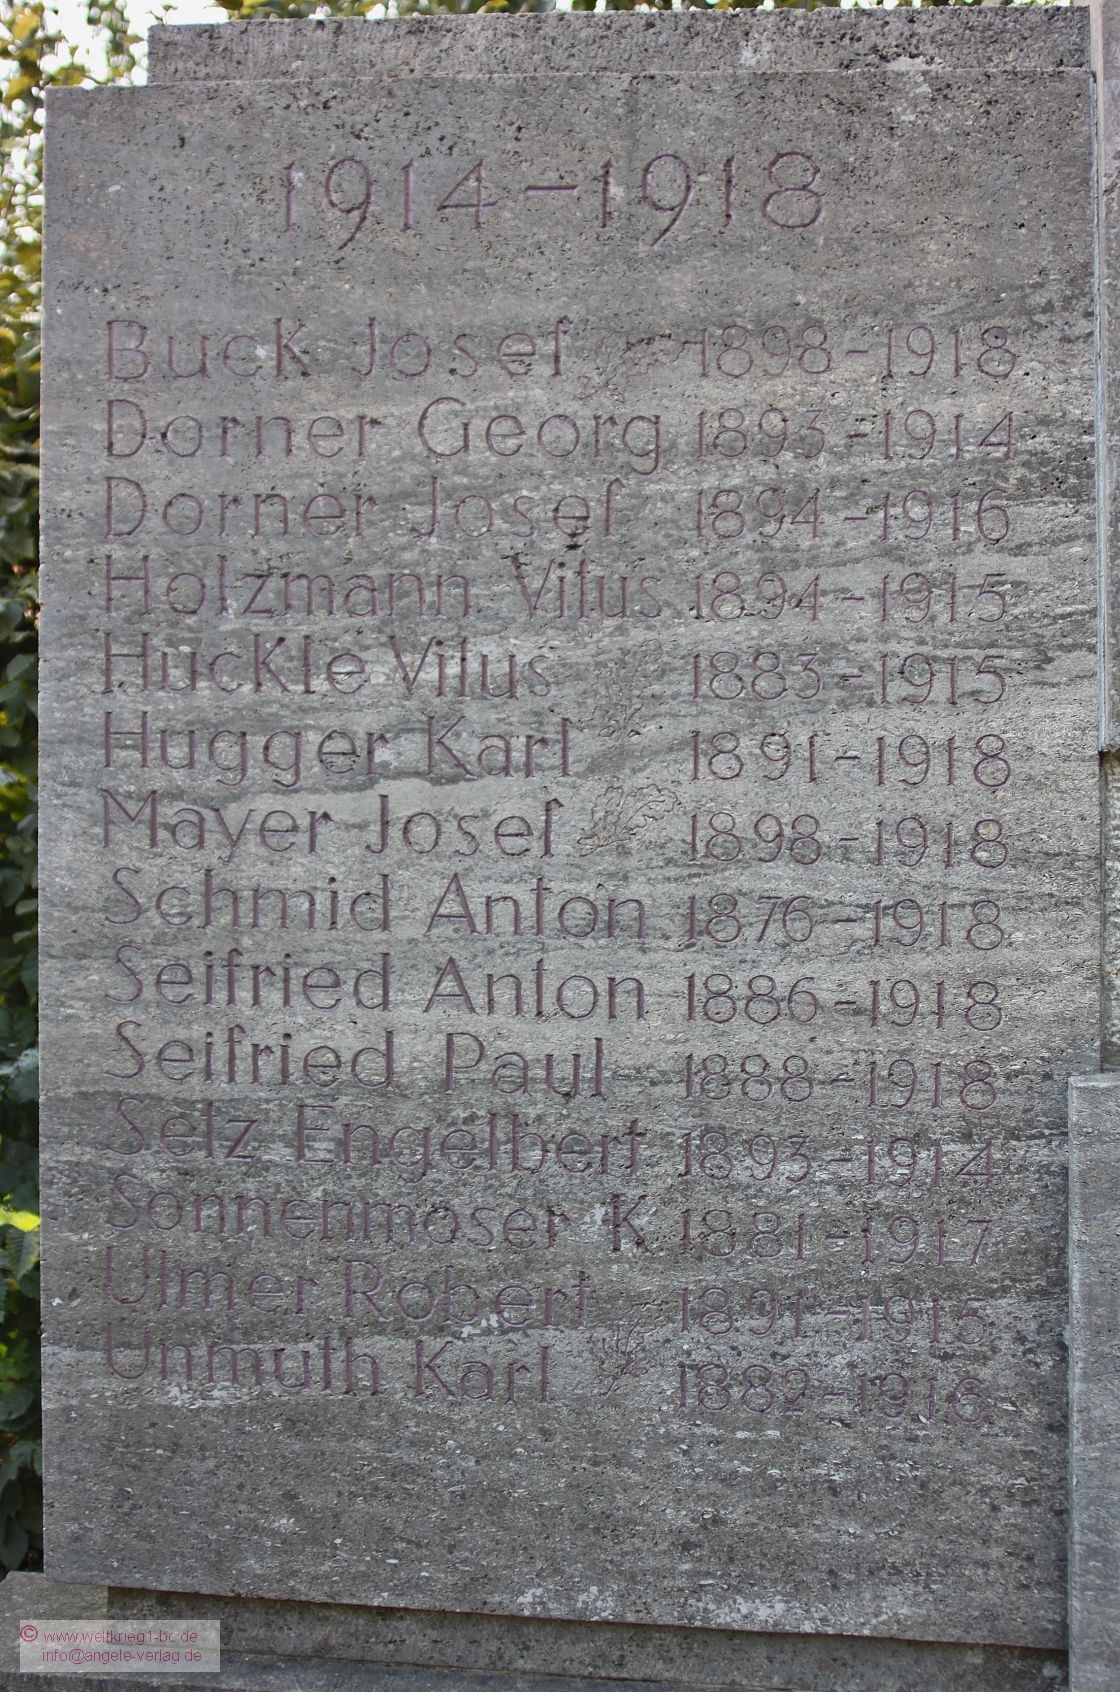 1914-1918
Buck Josef 1898-1918
Dorner Georg 1893-1914
Dorner Josef 1894-1916
Holzmann Vitus 1894-1915
Huckle Vitus 1883-1915
Hugger Karl 1891-1918
Mayer Josef 1898-1918
Schmid Anton 1876-1918
Seifried Anton 1886-1918
Seifried Paul 1888-1918
Selz Engelbert 1893-1914
Sonnenmoser K 1881-1917
Ulmer Robert 1891-1915
Unmuth Karl 1882-1916
© www.weltkrieg1-bc.de
info@angele-verlag.de